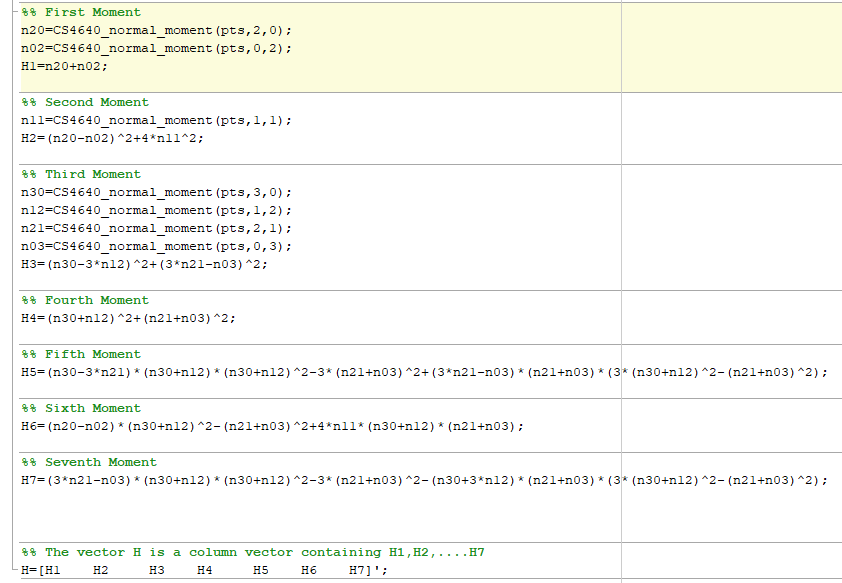 %% First Moment
n20=CS4640_normal_moment(pts,2,0);
n02=CS4640_normal_moment(pts,0,2);
H1=n20+n02;
%% Second Moment
n11=CS4640_normal_moment(pts,1,1);
H2=(n20-n02)^2+4*n11^2;
%% Third Moment
n30=CS4640_normal_moment(pts,3,0);
n12=CS4640_normal_moment(pts,1,2);
n21=CS4640_normal_moment(pts,2,1);
n03=CS4640_normal_moment(pts,0,3);
H3=(n30-3*n12)^2+(3*n21-n03)^2;
%% Fourth Moment
H4=(n30+n12)^2+(n21+n03)^2;
%% Fifth Moment
H5=(n30-3*n21)*(n30+n12)*(n30+n12)^2-3*(n21+n03)^2+(3*n21-n03)*(n21+n03)*(3*(n30+n12)^2-(n21+n03)^2);
%% Sixth Moment
H6=(n20-n02)*(n30+n12)^2-(n21+n03)^2+4*n11*(n30+n12)*(n21+n03);
%% Seventh Moment
H7=(3*n21-n03)*(n30+n12)*(n30+n12)^2-3*(n21+n03)^2-(n30+3*n12)*(n21+n03)*(3*(n30+n12)^2-(n21+n03)^2);
%% The vector H is a column vector containing H1,H2,....H7
H=[H1    H2     H3    H4     H5    H6    H7]';